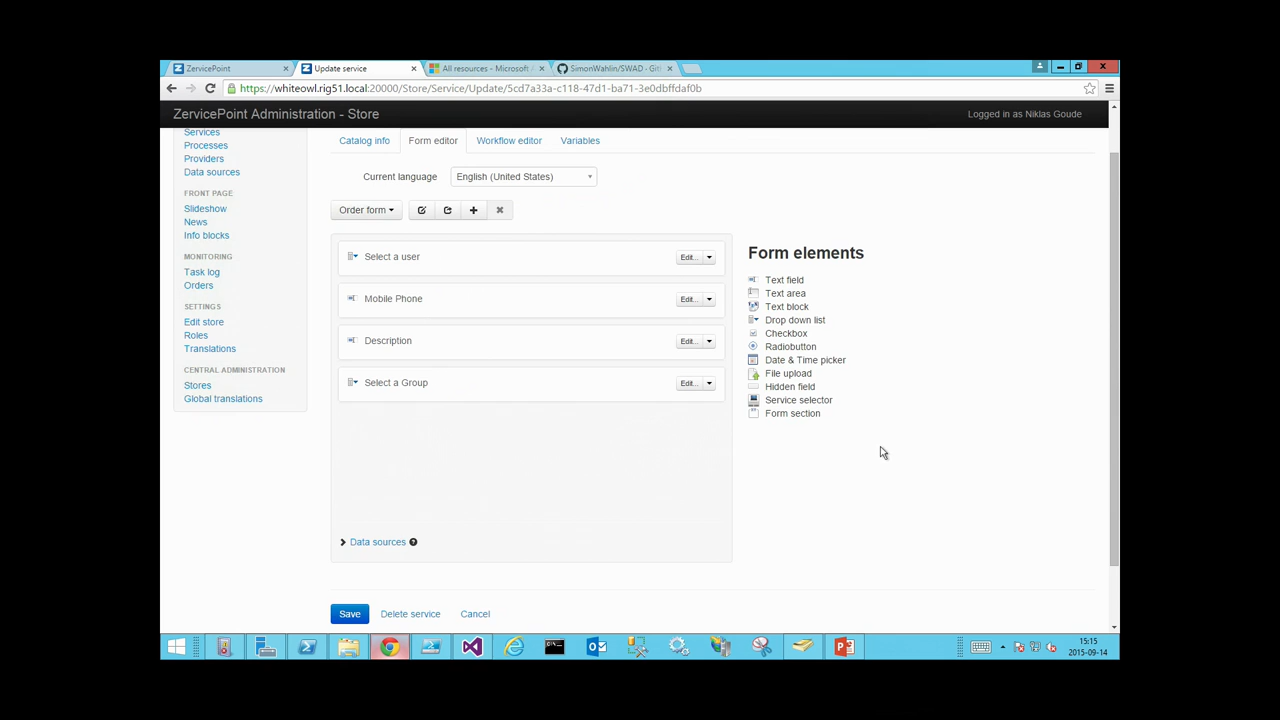 ZervicePoint
Update service
All resources - Microsoft
SimonWahlin/SWAD · Git
https://whiteowl.rig51.local:20000/Store/Service/Update/5cd7a33a-c118-47d1-ba71-3e0dbffdaf0b
ZervicePoint Administration - Store
Logged in as Niklas Goude
Services
Processes
Providers
Data sources
FRONT PAGE
Slideshow
News
Info blocks
MONITORING
Task log
Orders
SETTINGS
Edit store
Roles
Translations
CENTRAL ADMINISTRATION
Stores
Global translations
Catalog info
Form editor
Workflow editor
Variables
Current language
English (United States)
Order form
Select a user
Edit...
Mobile Phone
Edit...
Description
Edit...
Select a Group
Edit...
Data sources
Form elements
Text field
Text area
Text block
Drop down list
Checkbox
Radiobutton
Date & Time picker
File upload
Hidden field
Service selector
Form section
Save
Delete service
Cancel
15:15
2015-09-14